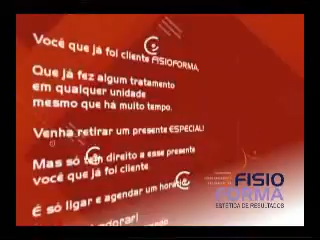 Você que já foi cliente FISIOFORMA,
Que já fez algum tratamento
em qualquer unidade
mesmo que há muito tempo.
Venha retirar um presente ESPECIAL!
Mas só tem direito a esse presente
você que já foi cliente.
É só ligar e agendar um horário
adorar!
FISIO
FORMA
ESTÉTICA DE RESULTADOS